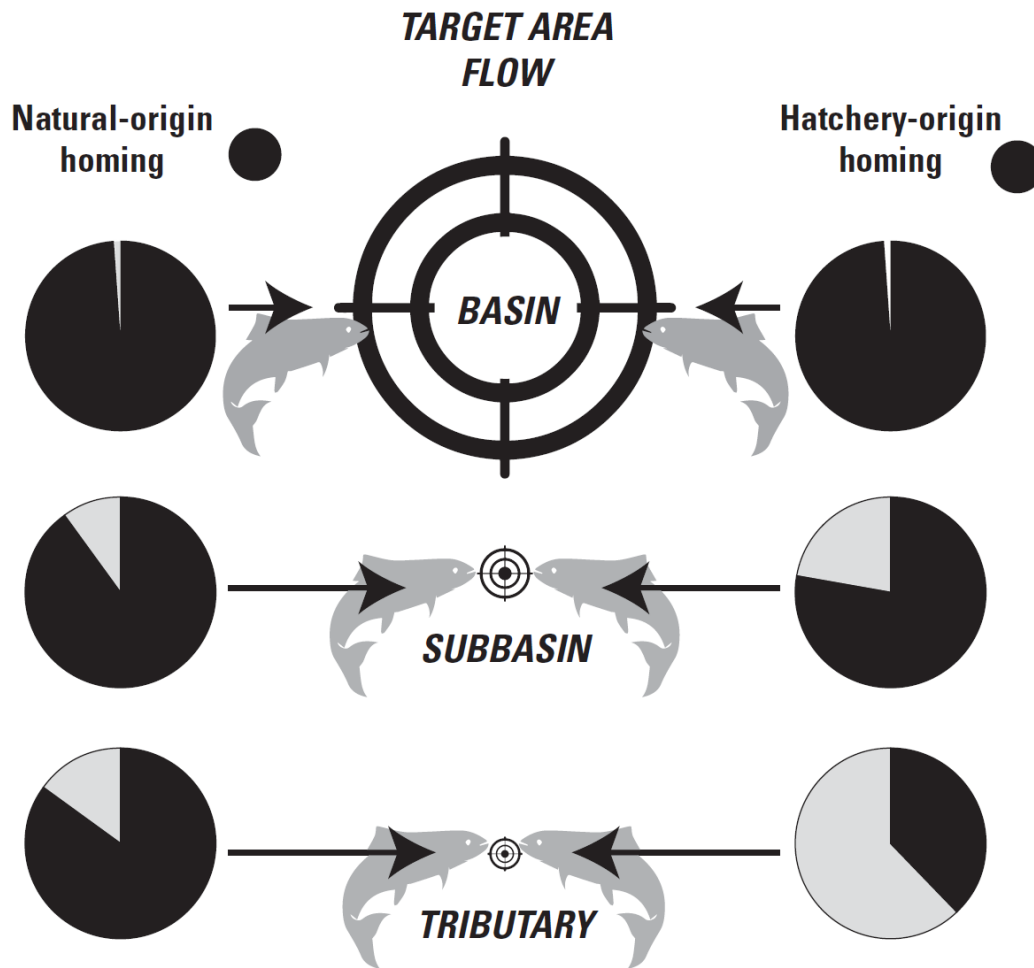 TARGET AREA
FLOW
Natural-origin
homing
Hatchery-origin
homing
BASIN
SUBBASIN
TRIBUTARY